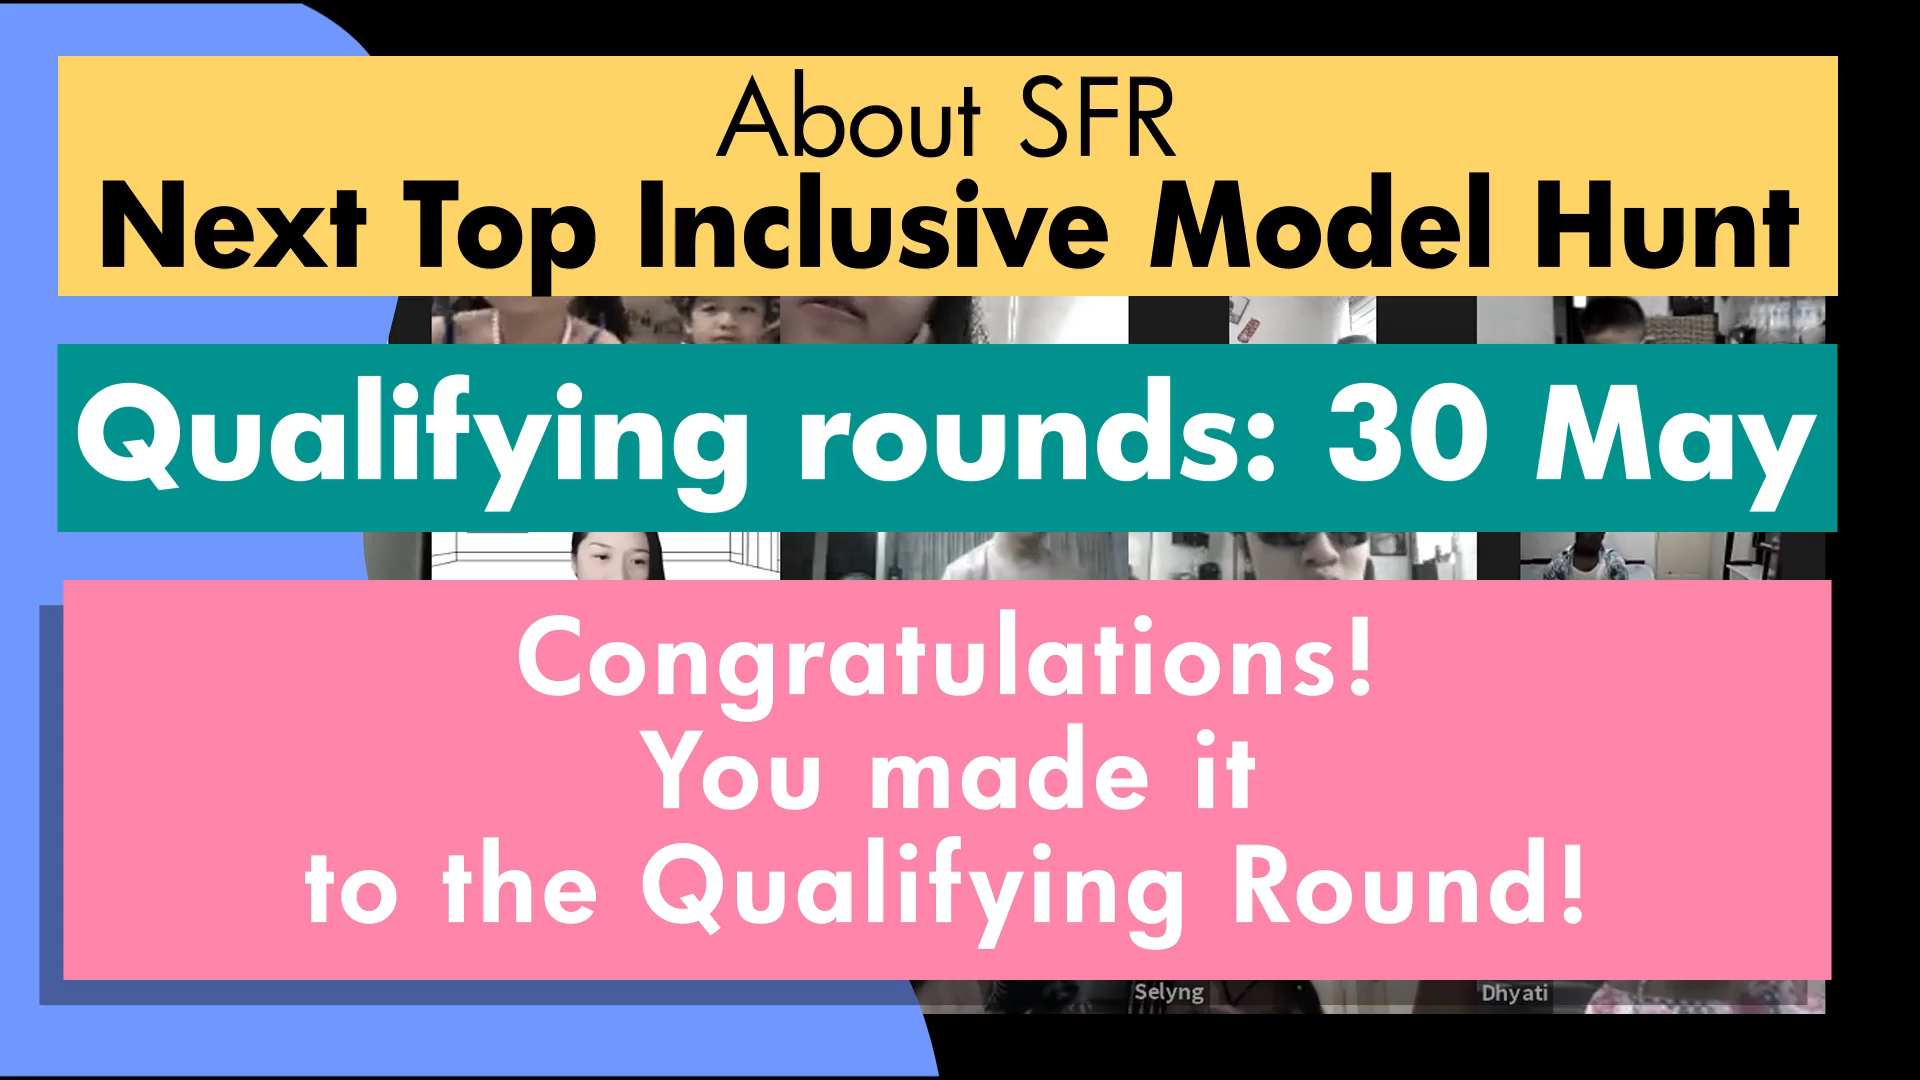 About SFR
Next Top Inclusive Model Hunt
Qualifying rounds: 30 May
Congratulations!
You made it
to the Qualifying Round!
Selyng
Dhyati